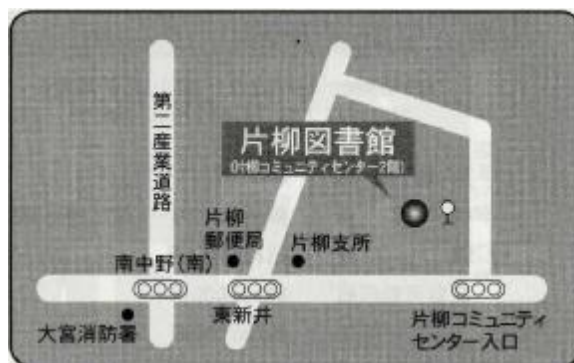 第二産業道路
片柳図書館
(片柳コミュニティセンター2階)
片柳
郵便局
片柳支所
南中野(南)
東新井
大宮消防署
片柳コミュニティ
センター入口